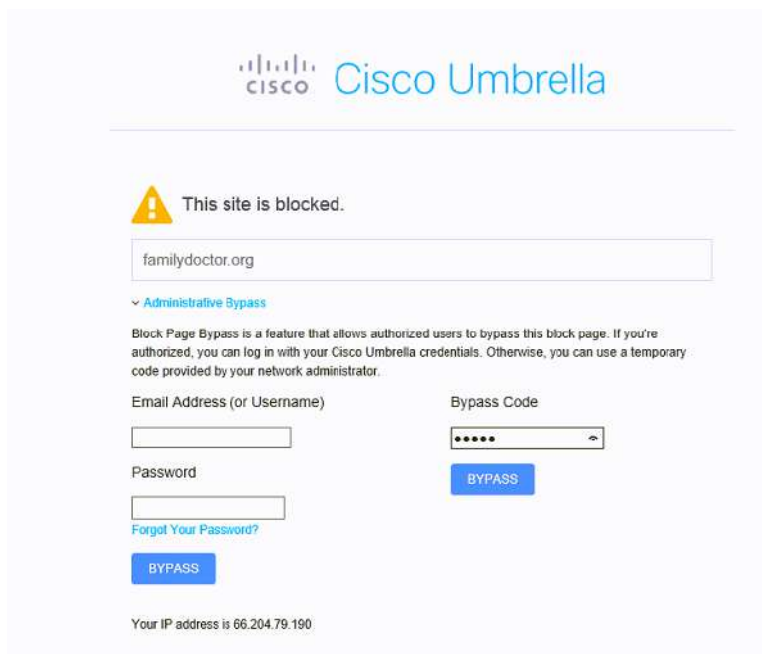 CISCO Cisco Umbrella
This site is blocked.
familydoctor.org
Administrative Bypass
Block Page Bypass is a feature that allows authorized users to bypass this block page. If you're
authorized, you can log in with your Cisco Umbrella credentials. Otherwise, you can use a temporary
code provided by your network administrator.
Email Address (or Username)
Bypass Code
•••••
Password
BYPASS
Forgot Your Password?
BYPASS
Your IP address is 66.204.79.190